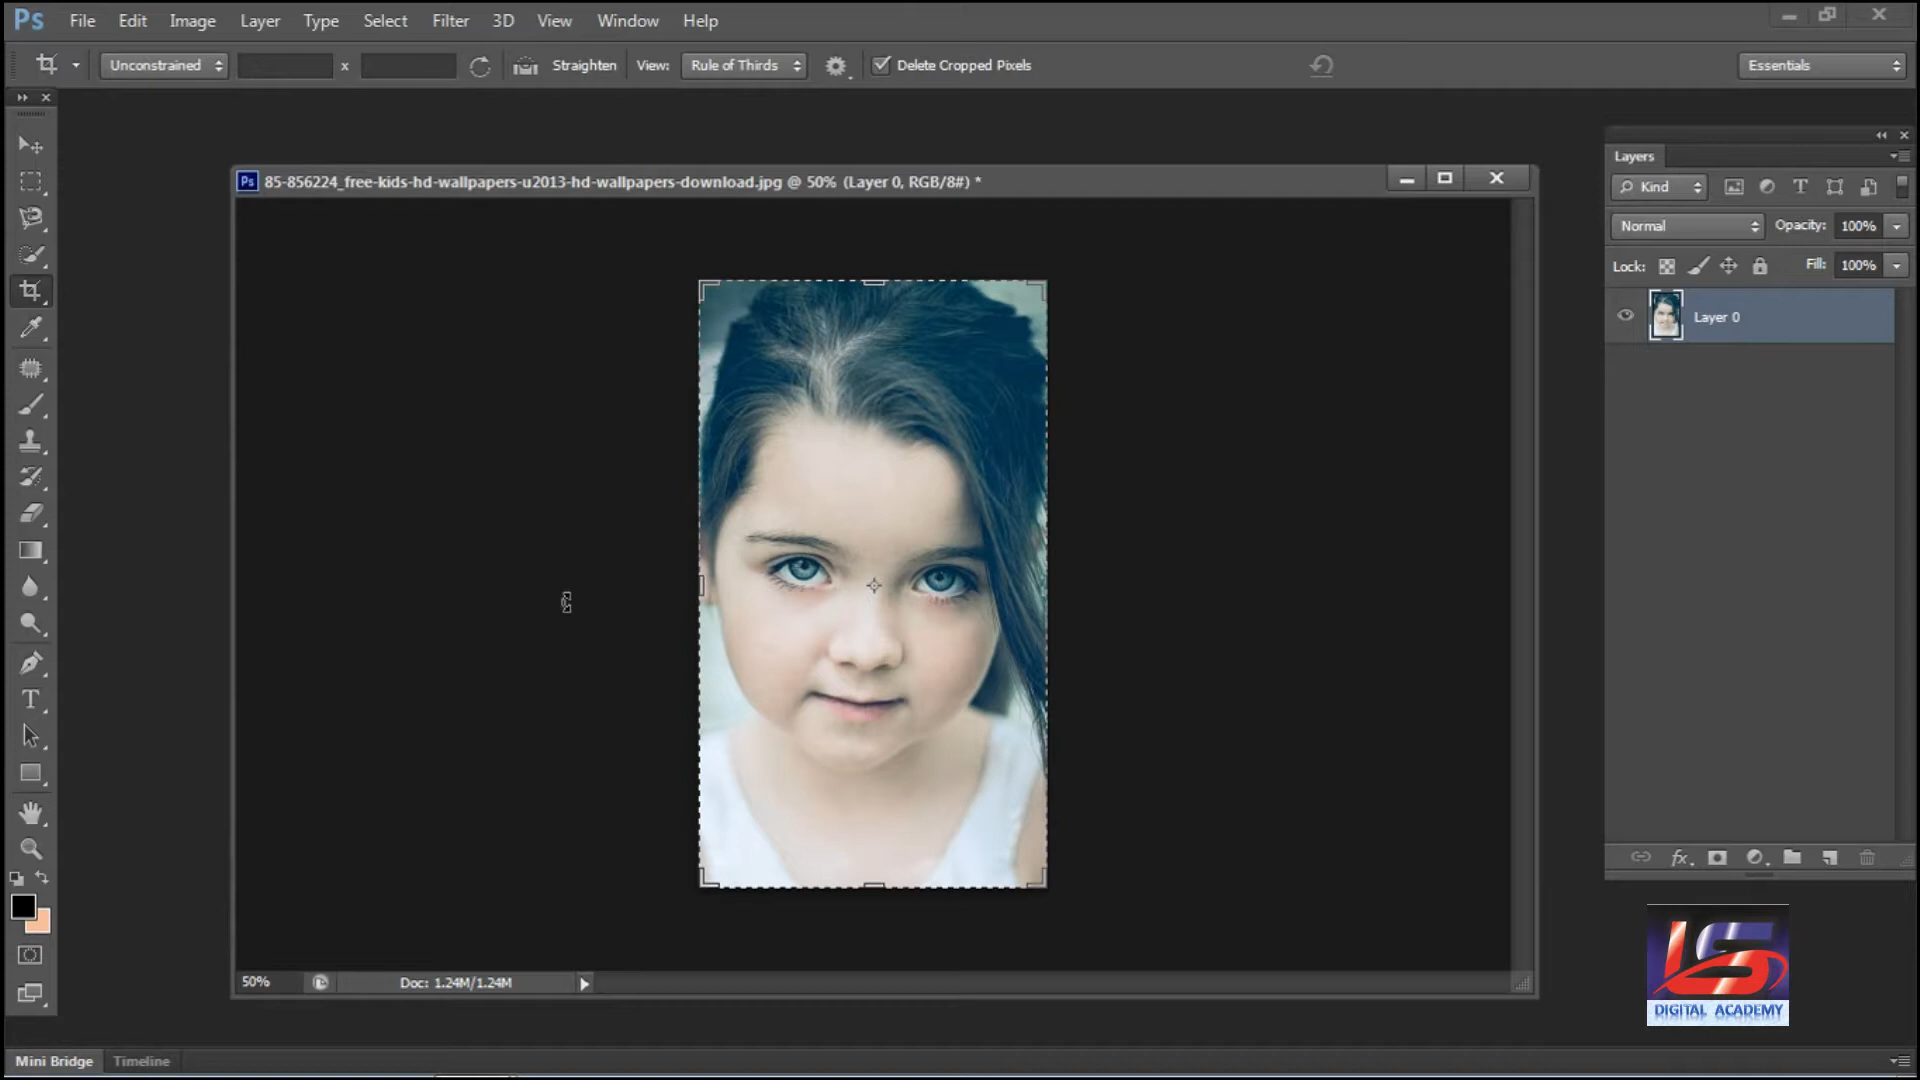 Ps File Edit Image Layer Type Select Filter 3D View Window Help
Unconstrained x Straighten View: Rule of Thirds Delete Cropped Pixels Essentials
Layers
Ps 85-856224_free-kids-hd-wallpapers-u2013-hd-wallpapers-download.jpg @ 50% (Layer 0, RGB/8#) *
Kind
Normal Opacity: 100%
Lock: Fill: 100%
Layer 0
fx
T
50% Doc: 1.24M/1.24M
LS
DIGITAL ACADEMY
Mini Bridge Timeline